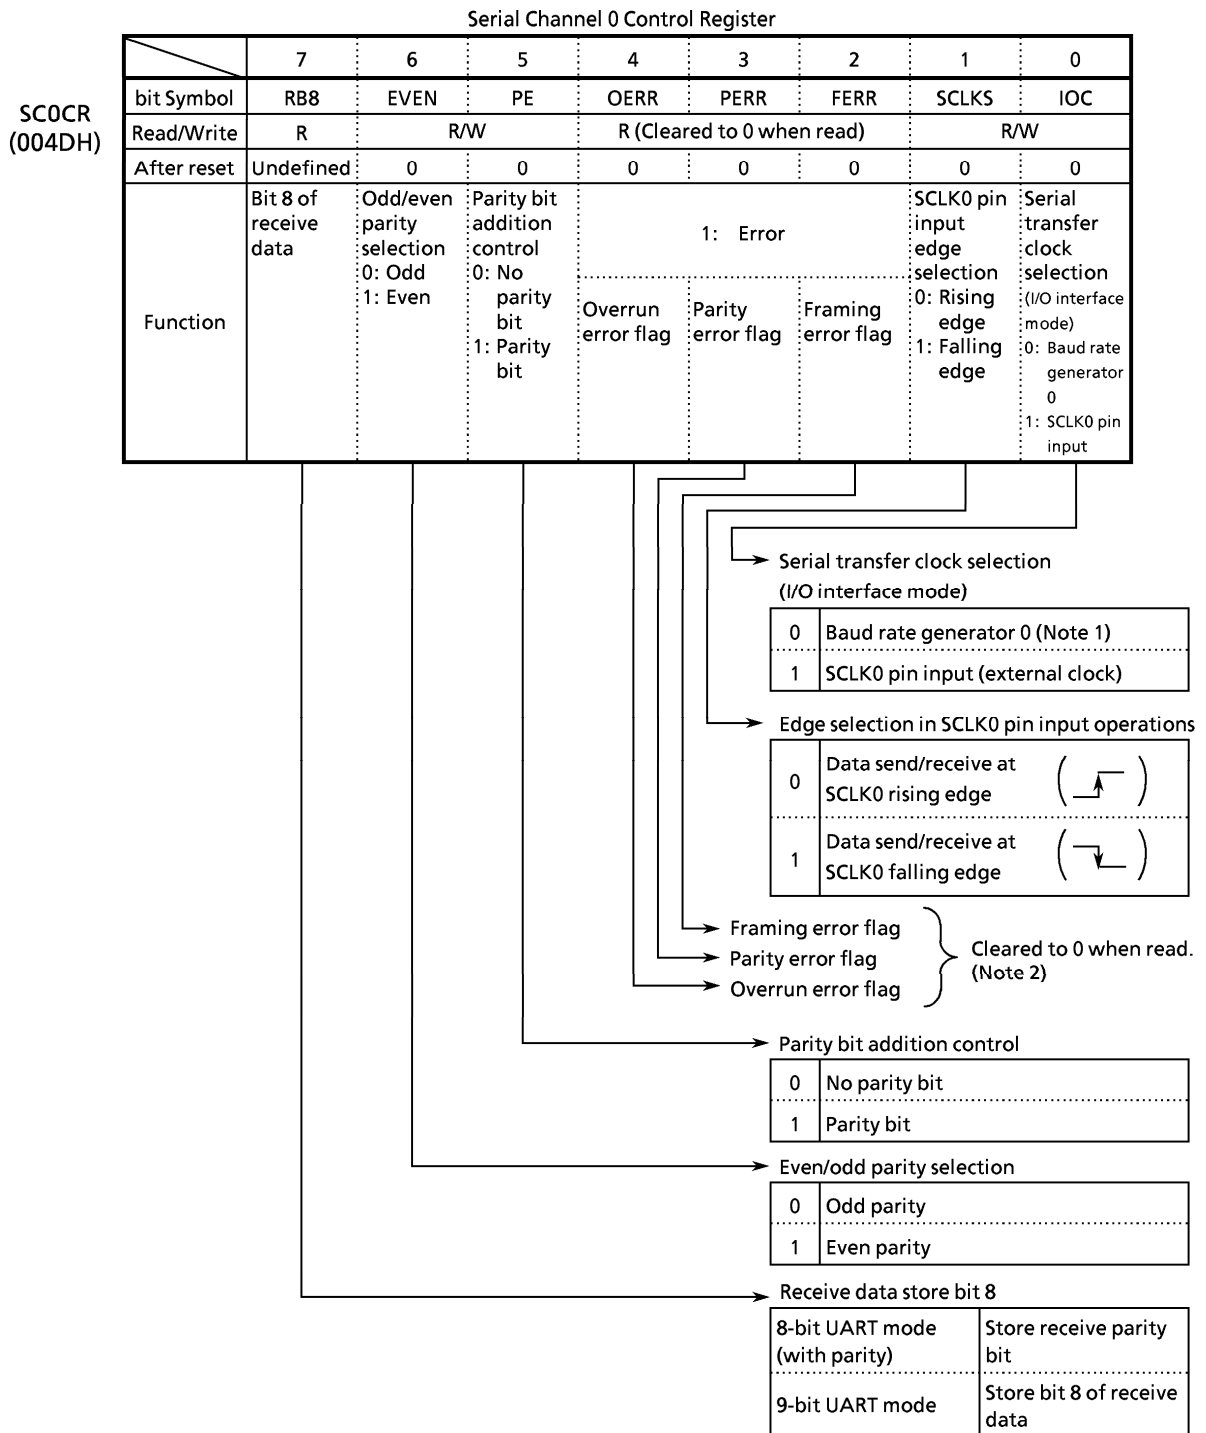 Serial Channel 0 Control Register
SC0CR
(004DH)
7 6 5 4 3 2 1 0
bit Symbol RB8 EVEN PE OERR PERR FERR SCLKS IOC
Read/Write R R/W R (Cleared to 0 when read) R/W
After reset Undefined 0 0 0 0 0 0 0
Function
Bit 8 of
receive
data
Odd/even
parity
selection
0: Odd
1: Even
Parity bit
addition
control
0: No
parity
bit
1: Parity
bit
1: Error
Overrun
error flag
Parity
error flag
Framing
error flag
SCLK0 pin
input
edge
selection
0: Rising
edge
1: Falling
edge
Serial
transfer
clock
selection
(I/O interface
mode)
0: Baud rate
generator
0
1: SCLK0 pin
input
Serial transfer clock selection
(I/O interface mode)
0 Baud rate generator 0 (Note 1)
1 SCLK0 pin input (external clock)
Edge selection in SCLK0 pin input operations
0 Data send/receive at
SCLK0 rising edge
1 Data send/receive at
SCLK0 falling edge
Framing error flag
Parity error flag
Overrun error flag
Cleared to 0 when read.
(Note 2)
Parity bit addition control
0 No parity bit
1 Parity bit
Even/odd parity selection
0 Odd parity
1 Even parity
Receive data store bit 8
8-bit UART mode
(with parity)
Store receive parity
bit
9-bit UART mode
Store bit 8 of receive
data